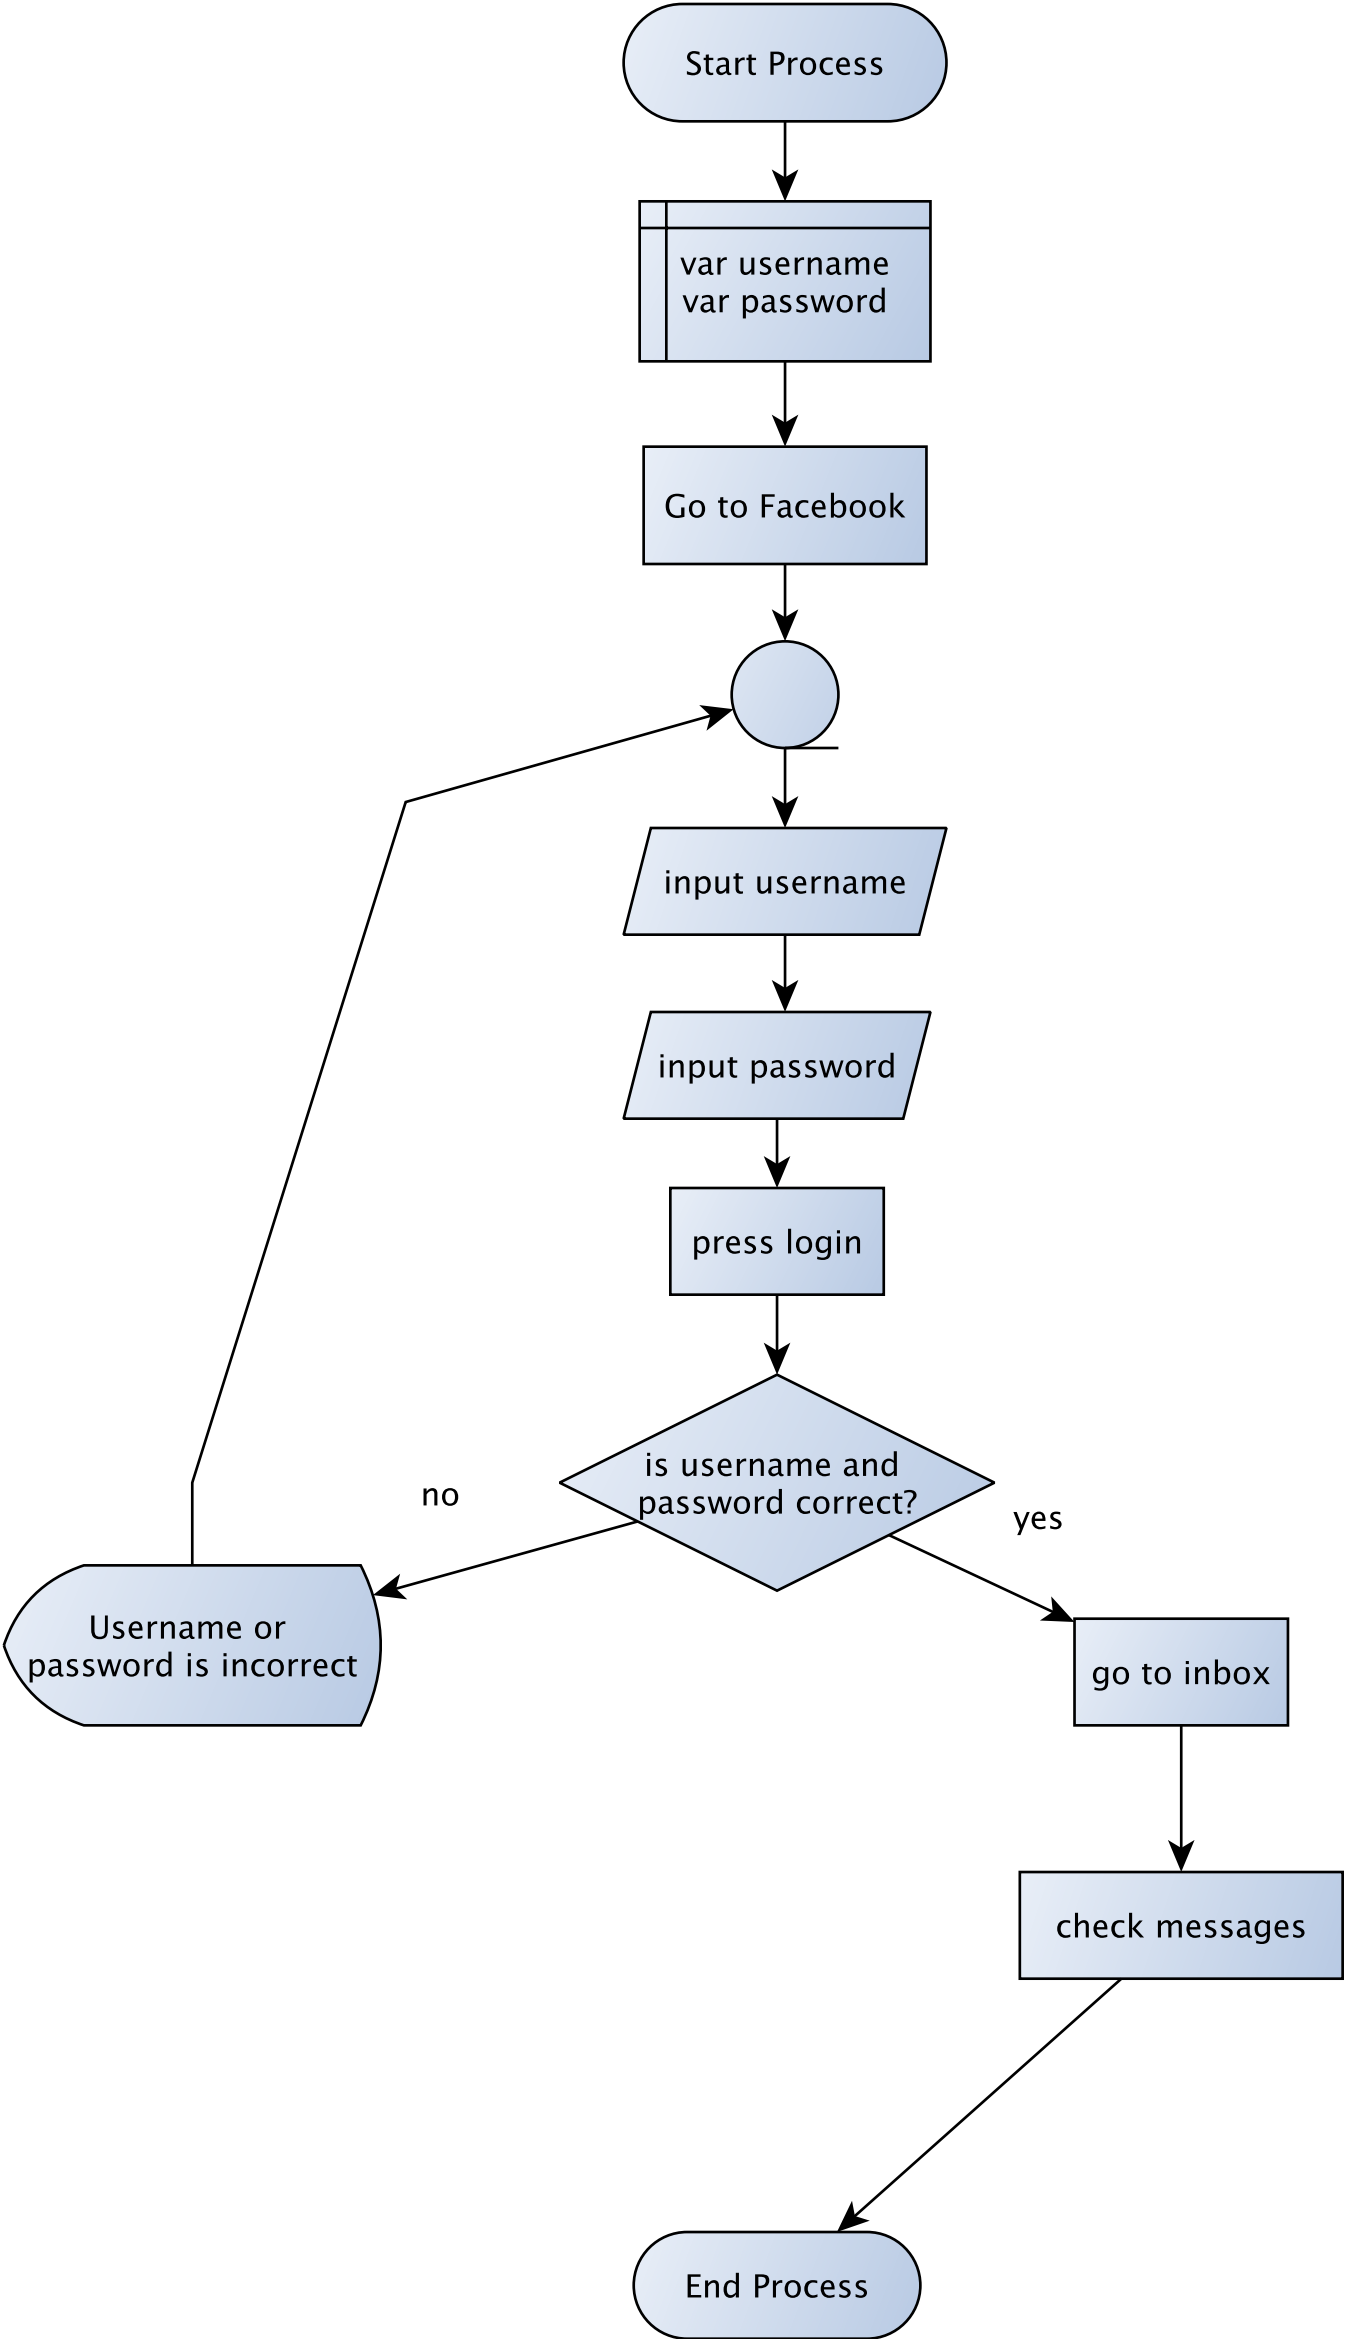 Start Process
var username
var password
Go to Facebook
input username
input password
press login
is username and
password correct?
no
yes
Username or
password is incorrect
go to inbox
check messages
End Process